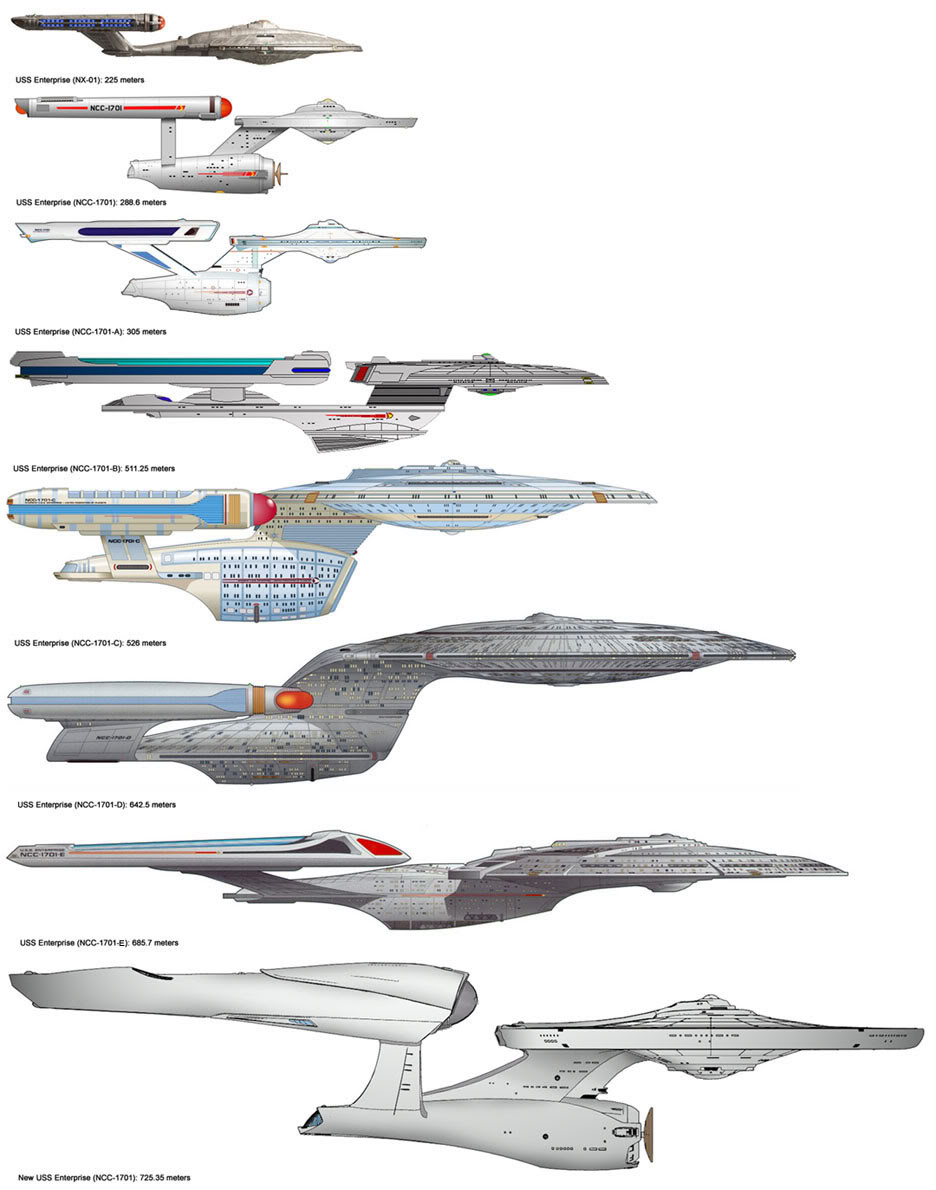 USS Enterprise (NX-01): 225 meters
NCC-1701
USS Enterprise (NCC-1701): 288.6 meters
USS Enterprise (NCC-1701-A): 305 meters
USS Enterprise (NCC-1701-B): 511.25 meters
NCC-1701-C
NCC-1701-C
USS Enterprise (NCC-1701-C): 526 meters
NCC-1701-D
USS Enterprise (NCC-1701-D): 642.5 meters
U.S.S. ENTERPRISE
NCC-1701-E
USS Enterprise (NCC-1701-E): 685.7 meters
New USS Enterprise (NCC-1701): 725.35 meters